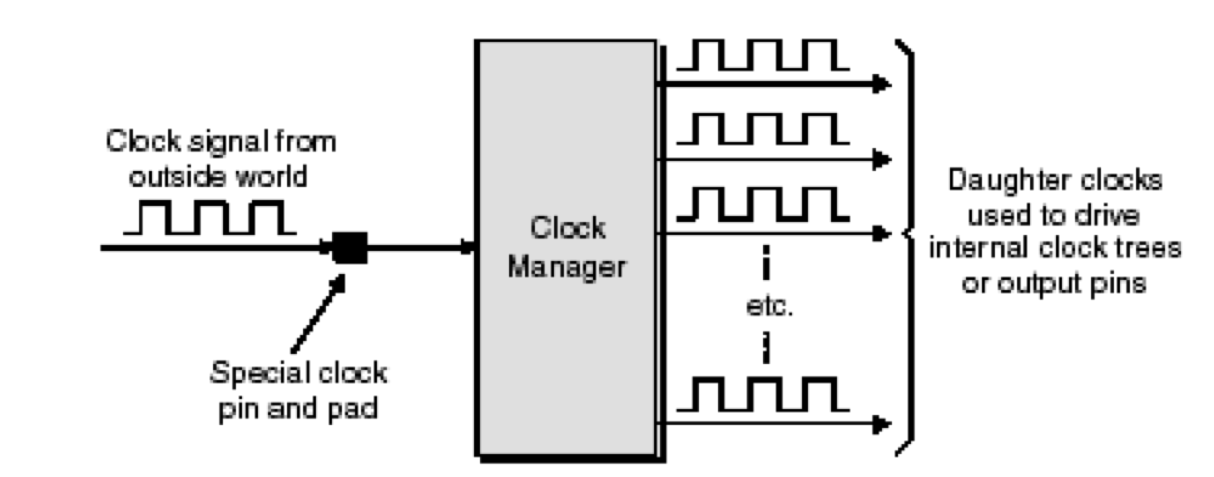 Clock signal from
outside world
Special clock
pin and pad
Clock
Manager
etc.
Daughter clocks
used to drive
internal clock trees
or output pins